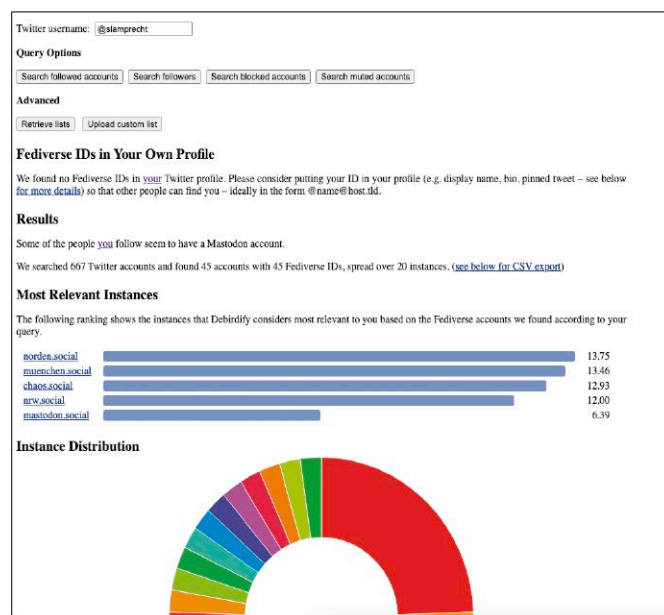 Twitter username: @slamprecht
Query Options
Search followed accounts Search followers Search blocked accounts Search muted accounts
Advanced
Retrieve lists Upload custom list
Fediverse IDs in Your Own Profile
We found no Fediverse IDs in your Twitter profile. Please consider putting your ID in your profile (e.g. display name, bio, pinned tweet – see below
for more details) so that other people can find you – ideally in the form @name@host.tld.
Results
Some of the people you follow seem to have a Mastodon account.
We searched 667 Twitter accounts and found 45 accounts with 45 Fediverse IDs, spread over 20 instances. (see below for CSV export)
Most Relevant Instances
The following ranking shows the instances that Debirdify considers most relevant to you based on the Fediverse accounts we found according to your
query.
norden.social 13.75
muenchen.social 13.46
chaos.social 12.93
nrw.social 12.00
mastodon.social 6.39
Instance Distribution